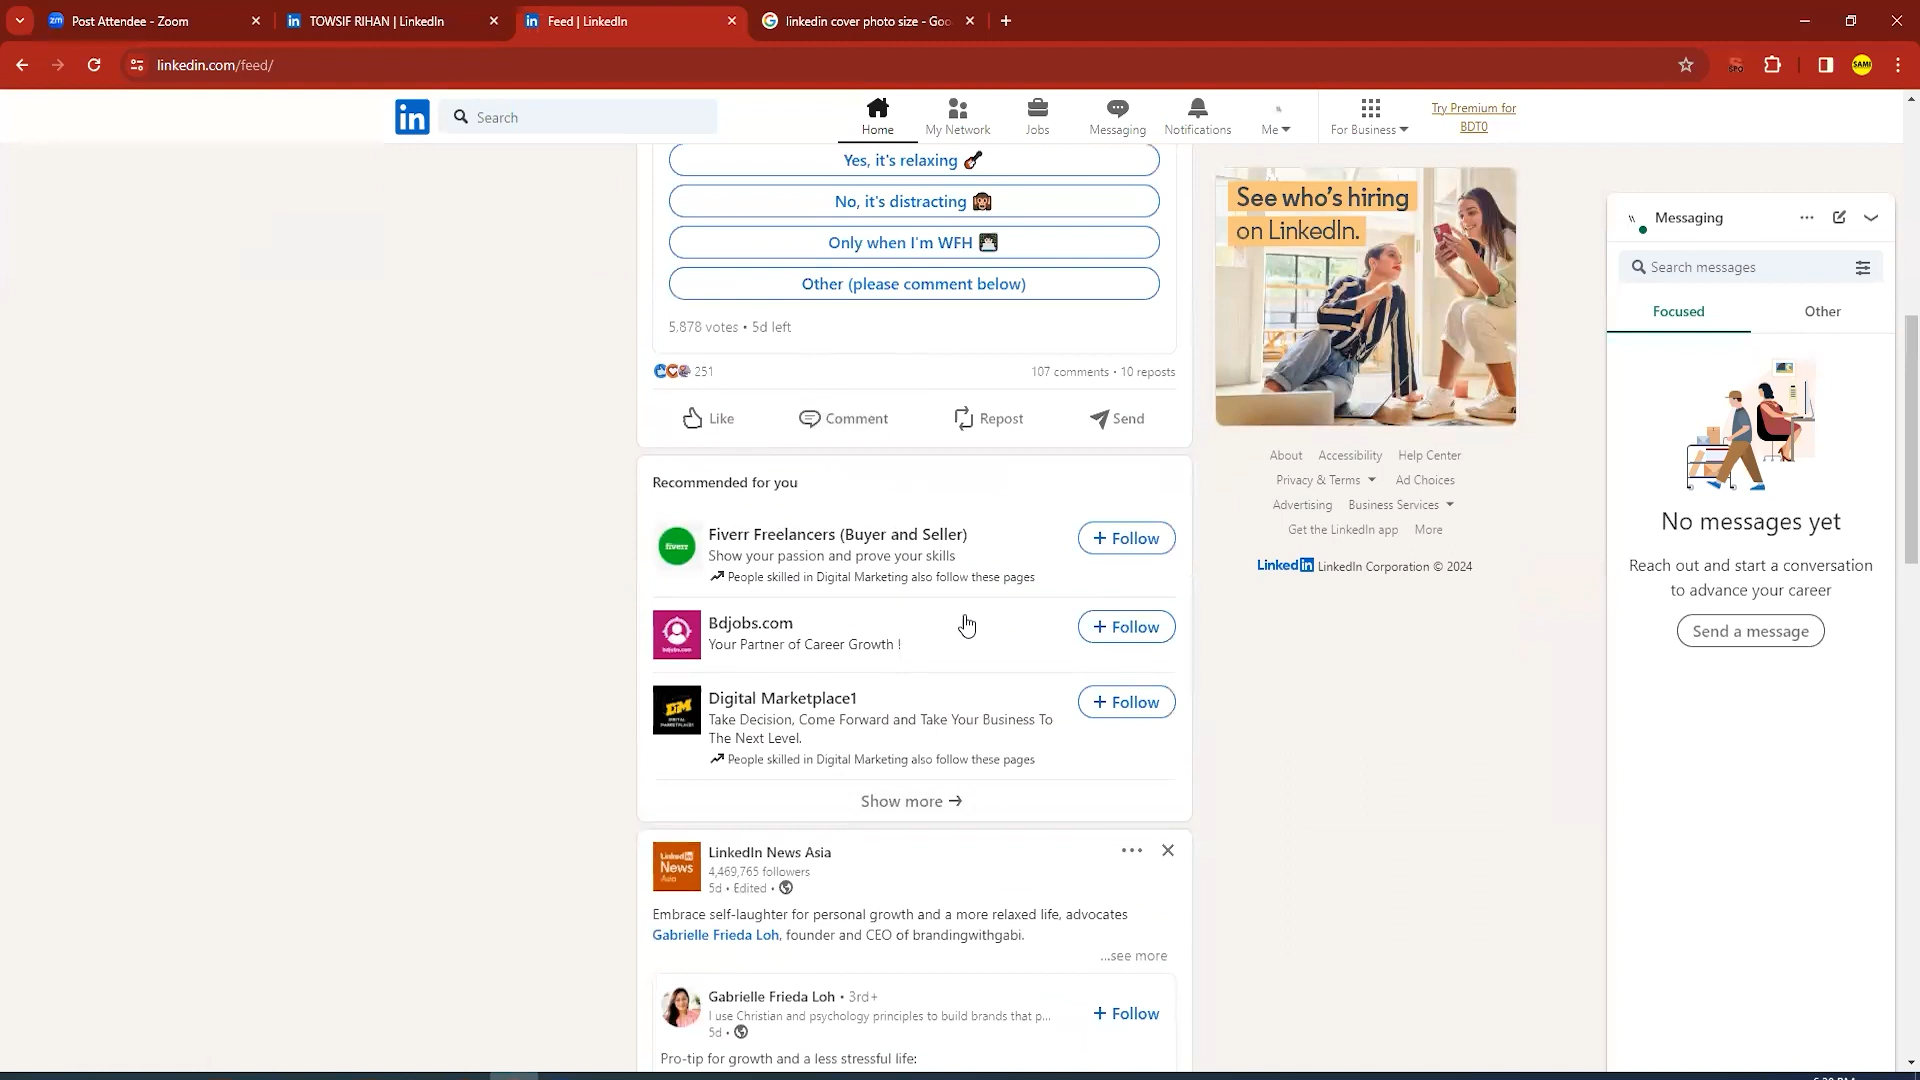 Post Attendee - Zoom
TOWSIF RIHAN | LinkedIn
Feed | LinkedIn
linkedin cover photo size - Goo
linkedin.com/feed/
SAMI
Search
Home
My Network
Jobs
Messaging
Notifications
Me
For Business
Try Premium for
BDT0
Yes, it's relaxing
No, it's distracting
Only when I'm WFH
Other (please comment below)
5,878 votes • 5d left
251
107 comments • 10 reposts
Like
Comment
Repost
Send
Recommended for you
Fiverr Freelancers (Buyer and Seller)
Show your passion and prove your skills
People skilled in Digital Marketing also follow these pages
+ Follow
Bdjobs.com
Your Partner of Career Growth !
+ Follow
Digital Marketplace1
Take Decision, Come Forward and Take Your Business To
The Next Level.
People skilled in Digital Marketing also follow these pages
+ Follow
Show more →
LinkedIn News Asia
4,469,765 followers
5d • Edited •
Embrace self-laughter for personal growth and a more relaxed life, advocates
Gabrielle Frieda Loh, founder and CEO of brandingwithgabi.
...see more
Gabrielle Frieda Loh • 3rd+
I use Christian and psychology principles to build brands that p...
5d •
+ Follow
Pro-tip for growth and a less stressful life:
See who's hiring
on LinkedIn.
About
Accessibility
Help Center
Privacy & Terms
Ad Choices
Advertising
Business Services
Get the LinkedIn app
More
LinkedIn LinkedIn Corporation © 2024
Messaging
Search messages
Focused
Other
No messages yet
Reach out and start a conversation
to advance your career
Send a message